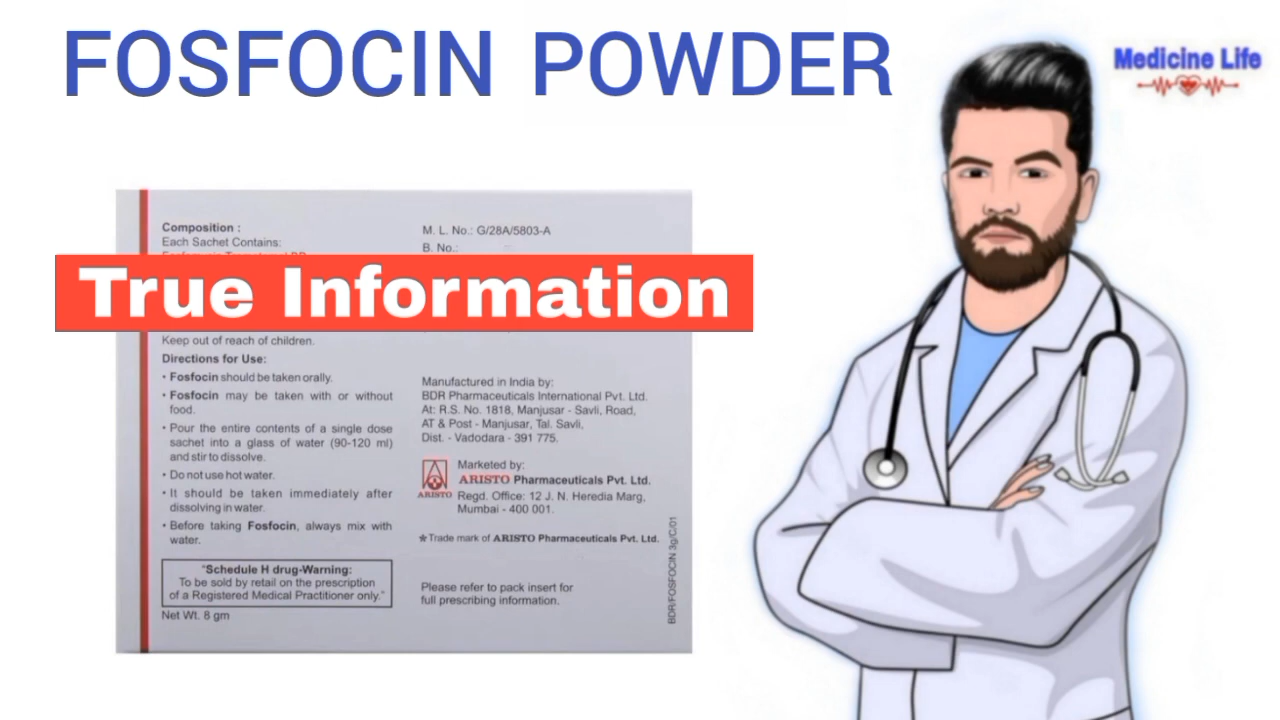 FOSFOCIN POWDER
Medicine Life
Composition :
Each Sachet Contains:
True Information
Keep out of reach of children.
Directions for Use:
• Fosfocin should be taken orally.
• Fosfocin may be taken with or without
food.
• Pour the entire contents of a single dose
sachet into a glass of water (90-120 ml)
and stir to dissolve.
• Do not use hot water.
• It should be taken immediately after
dissolving in water.
• Before taking Fosfocin, always mix with
water.
"Schedule H drug-Warning:
To be sold by retail on the prescription
of a Registered Medical Practitioner only."
Net Wt. 8 gm
M. L. No.: G/28A/5803-A
B. No.:
Manufactured in India by:
BDR Pharmaceuticals International Pvt. Ltd.
At: R.S. No. 1818, Manjusar - Savli, Road,
AT & Post - Manjusar, Tal. Savli,
Dist. - Vadodara - 391 775.
Marketed by:
ARISTO Pharmaceuticals Pvt. Ltd.
ARISTO
Regd. Office: 12 J. N. Heredia Marg,
Mumbai - 400 001.
*Trade mark of ARISTO Pharmaceuticals Pvt. Ltd.
Please refer to pack insert for
full prescribing information.
BDR/FOSFOCIN 3g/C/01